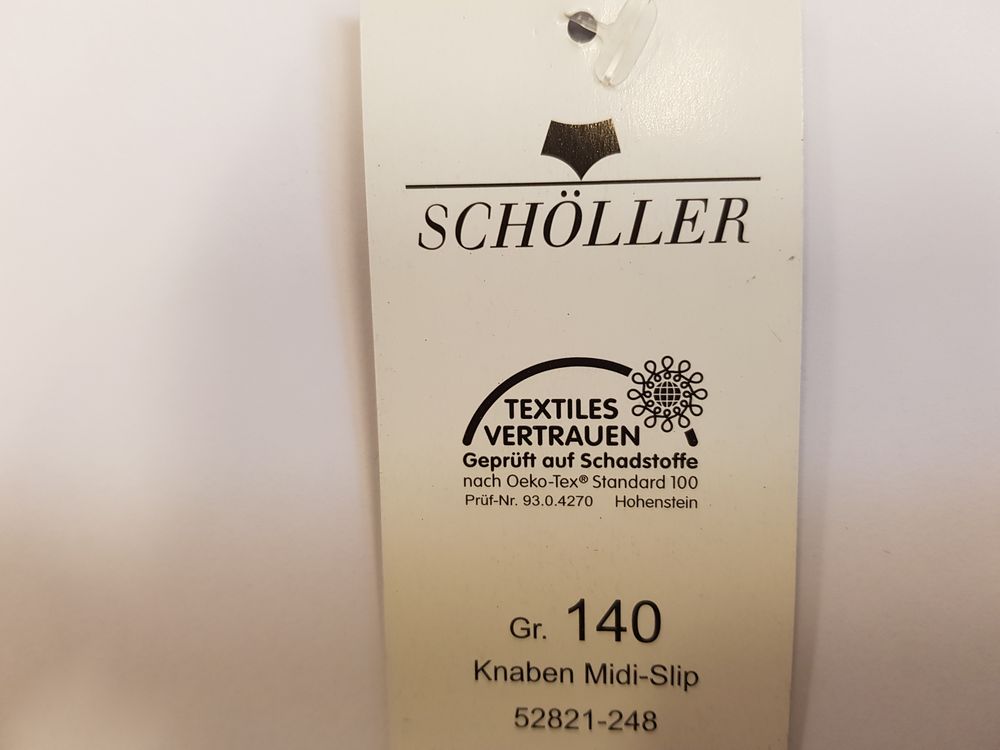 SCHÖLLER
TEXTILES
VERTRAUEN
Geprüft auf Schadstoffe
nach Oeko-Tex® Standard 100
Prüf-Nr. 93.0.4270 Hohenstein
Gr. 140
Knaben Midi-Slip
52821-248